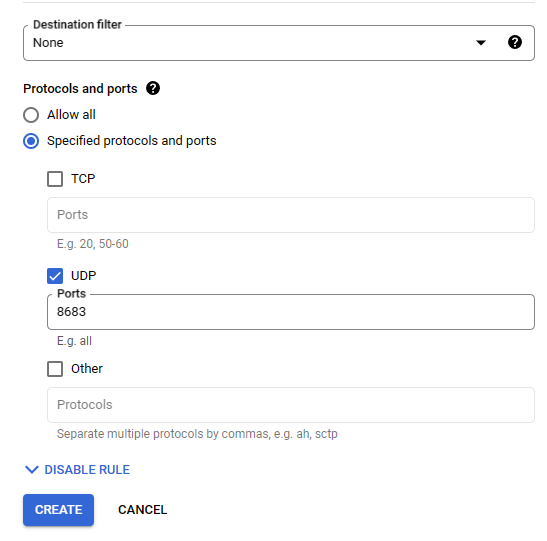 Destination filter
None
Protocols and ports
Allow all
Specified protocols and ports
TCP
Ports
E.g. 20, 50-60
UDP
Ports
8683
E.g. all
Other
Protocols
Separate multiple protocols by commas, e.g. ah, sctp
DISABLE RULE
CREATE CANCEL